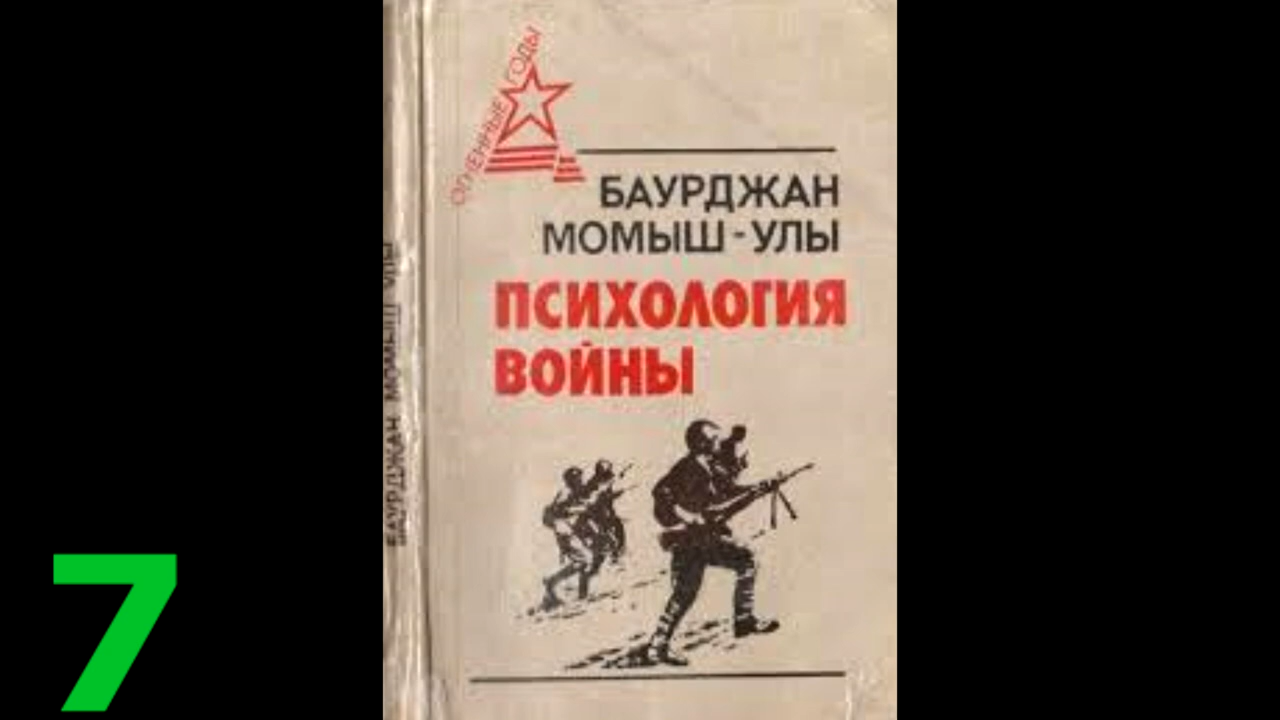 ОГНЕННЫЕ ГОДЫ
БАУРДЖАН
МОМЫШ-УЛЫ
ПСИХОЛОГИЯ
ВОЙНЫ
БАУРДЖАН МОМЫШ-УЛЫ
7